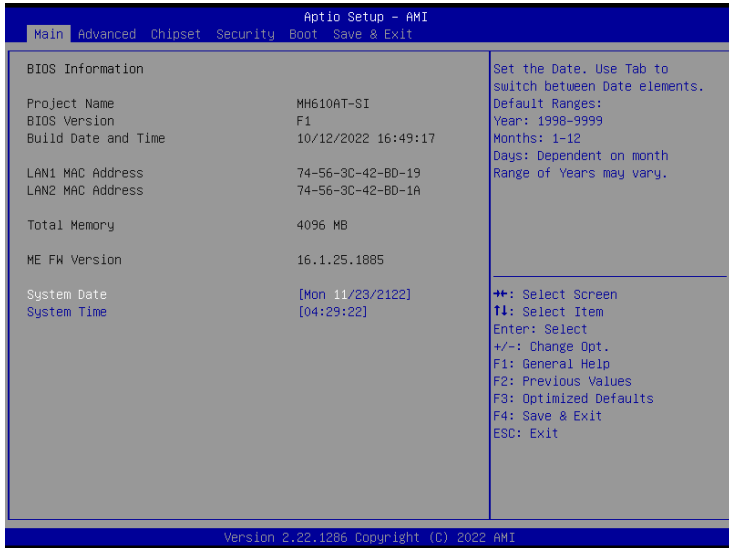 Aptio Setup – AMI
Main Advanced Chipset Security Boot Save & Exit
BIOS Information
Project Name MH610AT-SI
BIOS Version F1
Build Date and Time 10/12/2022 16:49:17
LAN1 MAC Address 74-56-3C-42-BD-19
LAN2 MAC Address 74-56-3C-42-BD-1A
Total Memory 4096 MB
ME FW Version 16.1.25.1885
System Date [Mon 11/23/2122]
System Time [04:29:22]
Set the Date. Use Tab to
switch between Date elements.
Default Ranges:
Year: 1998-9999
Months: 1-12
Days: Dependent on month
Range of Years may vary.
→←: Select Screen
↑↓: Select Item
Enter: Select
+/-: Change Opt.
F1: General Help
F2: Previous Values
F3: Optimized Defaults
F4: Save & Exit
ESC: Exit
Version 2.22.1286 Copyright (C) 2022 AMI